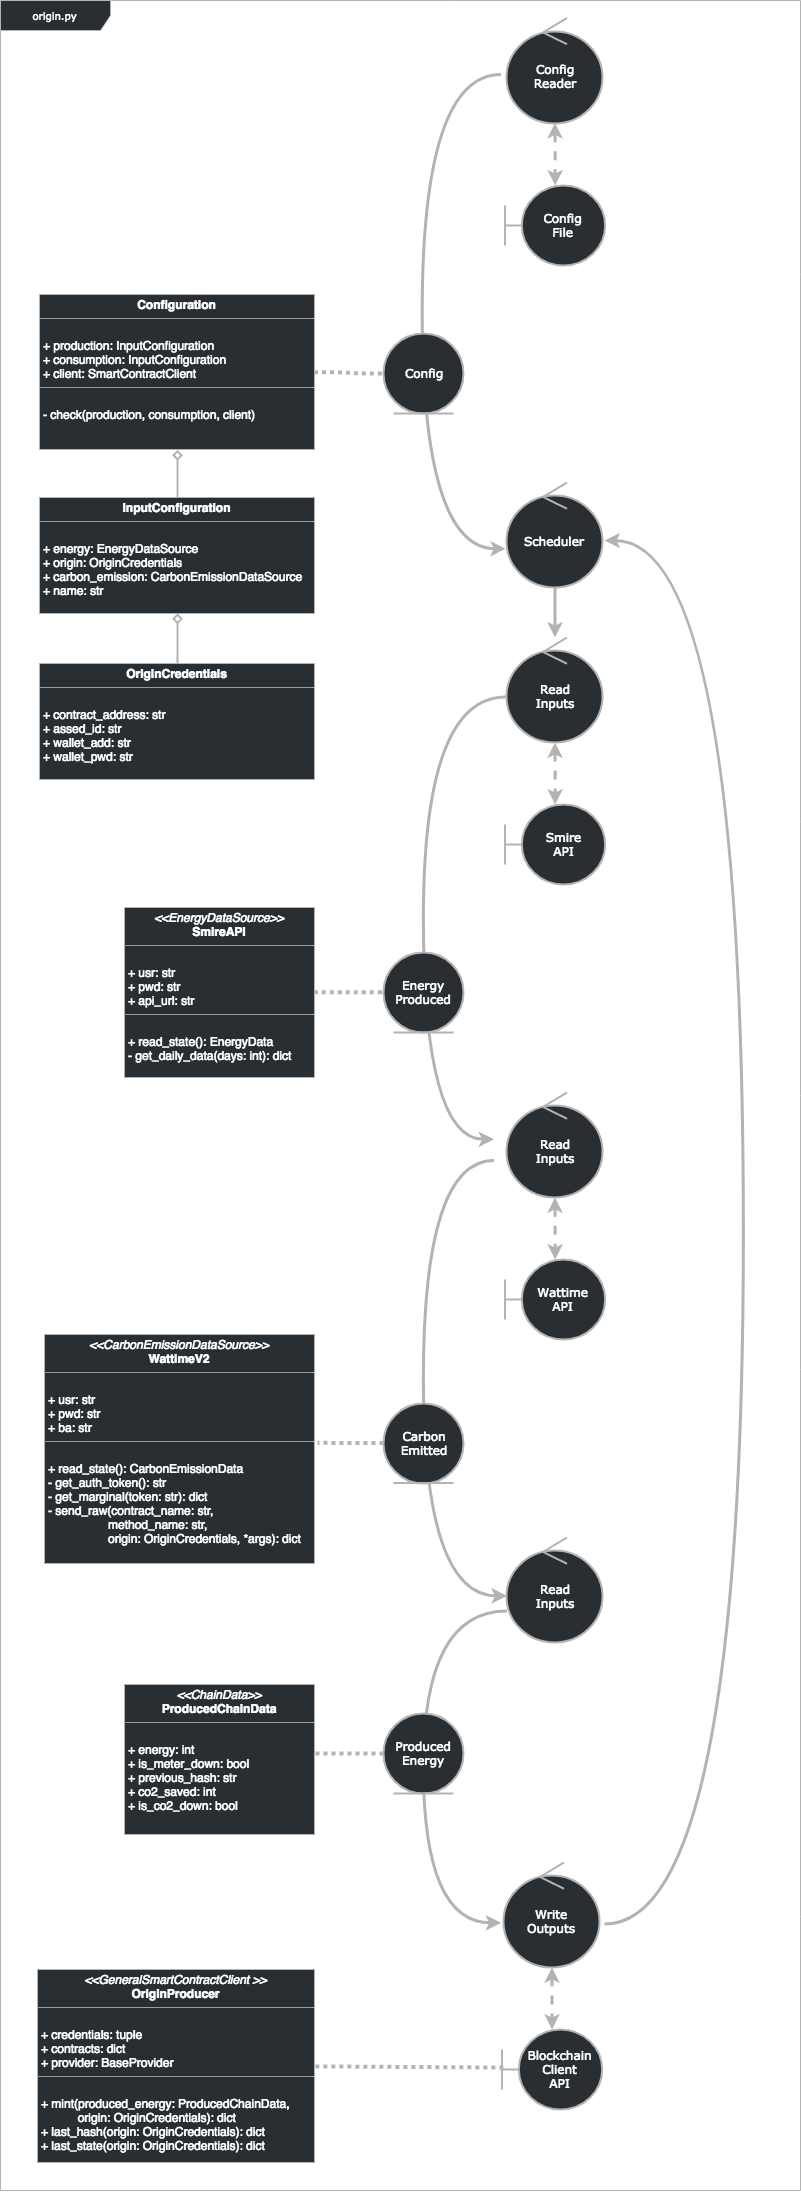 origin.py
Config
Reader
Config
File
Configuration
+ production: InputConfiguration
+ consumption: InputConfiguration
+ client: SmartContractClient
- check(production, consumption, client)
Config
InputConfiguration
+ energy: EnergyDataSource
+ origin: OriginCredentials
+ carbon_emission: CarbonEmissionDataSource
+ name: str
Scheduler
OriginCredentials
+ contract_address: str
+ assed_id: str
+ wallet_add: str
+ wallet_pwd: str
Read
Inputs
Smire
API
<<EnergyDataSource>>
SmireAPI
+ usr: str
+ pwd: str
+ api_url: str
+ read_state(): EnergyData
- get_daily_data(days: int): dict
Energy
Produced
Read
Inputs
Wattime
API
<<CarbonEmissionDataSource>>
WattimeV2
+ usr: str
+ pwd: str
+ ba: str
+ read_state(): CarbonEmissionData
- get_auth_token(): str
- get_marginal(token: str): dict
- send_raw(contract_name: str,
method_name: str,
origin: OriginCredentials, *args): dict
Carbon
Emitted
Read
Inputs
<<ChainData>>
ProducedChainData
+ energy: int
+ is_meter_down: bool
+ previous_hash: str
+ co2_saved: int
+ is_co2_down: bool
Produced
Energy
Write
Outputs
<<GeneralSmartContractClient >>
OriginProducer
+ credentials: tuple
+ contracts: dict
+ provider: BaseProvider
+ mint(produced_energy: ProducedChainData,
origin: OriginCredentials): dict
+ last_hash(origin: OriginCredentials): dict
+ last_state(origin: OriginCredentials): dict
Blockchain
Client
API